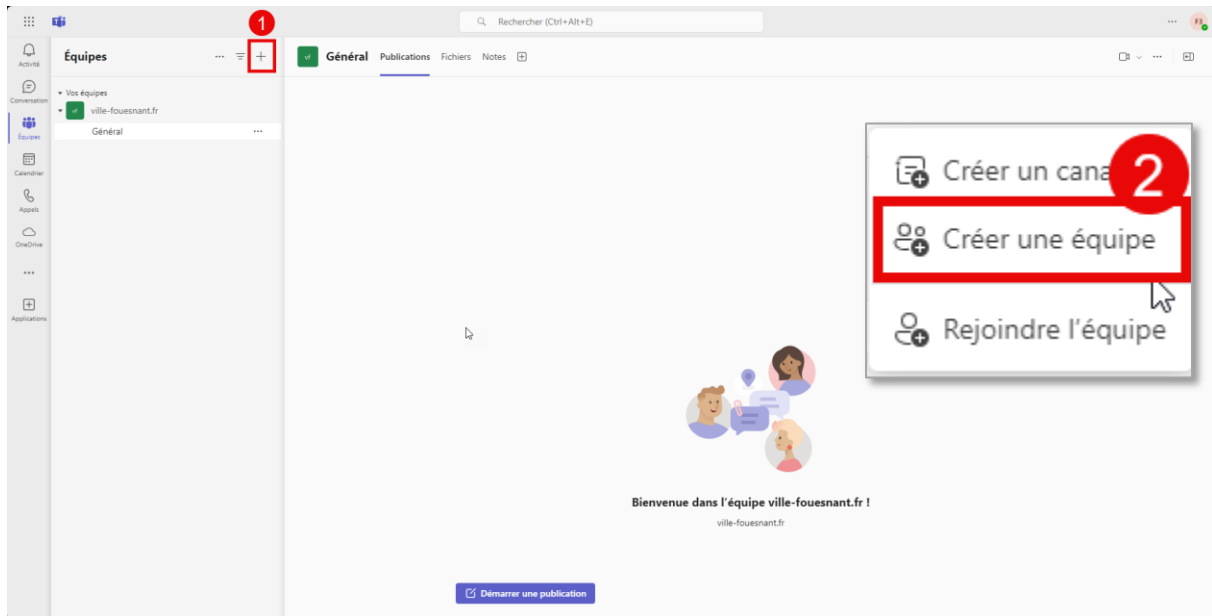 1
Rechercher (Ctrl+Alt+E)
Activité
Conversation
Équipes
Calendrier
Appels
OneDrive
Applications
Équipes
Vos équipes
vf ville-fouesnant.fr
Général
vf Général Publications Fichiers Notes
2
Créer un cana
Créer une équipe
Rejoindre l'équipe
Bienvenue dans l'équipe ville-fouesnant.fr !
ville-fouesnant.fr
Démarrer une publication